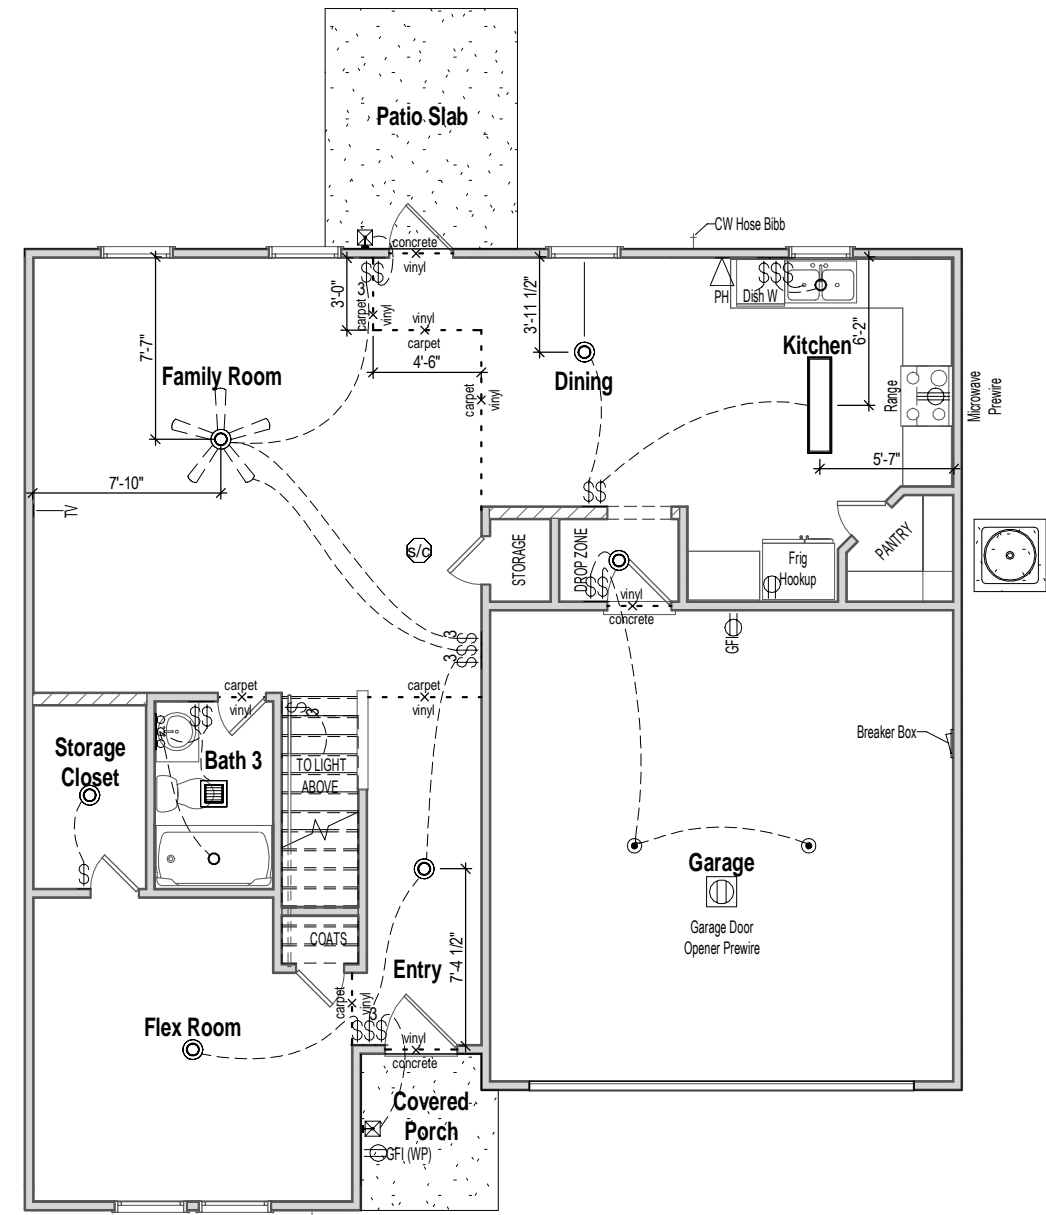 Patio Slab
CW Hose Bibb
concrete
vinyl
$$
3
3'-0"
carpet
vinyl
vinyl
carpet
4'-6"
3'-11 1/2"
PH
$$$
Dish W
6'-2"
Kitchen
7'-7"
Family Room
Dining
carpet
vinyl
Range
Microwave
Prewire
7'-10"
5'-7"
TV
$$
S/C
STORAGE
DROP ZONE
$$
PANTRY
Frig
Hookup
vinyl
concrete
GFI
3
$$
$$
3
$$
carpet
vinyl
carpet
vinyl
$$
GFI
$
3
Storage
Closet
Bath 3
TO LIGHT
ABOVE
Breaker Box
$
Garage
Garage Door
Opener Prewire
COATS
Entry
7'-4 1/2"
carpet
vinyl
3
$$$
Flex Room
vinyl
concrete
Covered
Porch
GFI (WP)